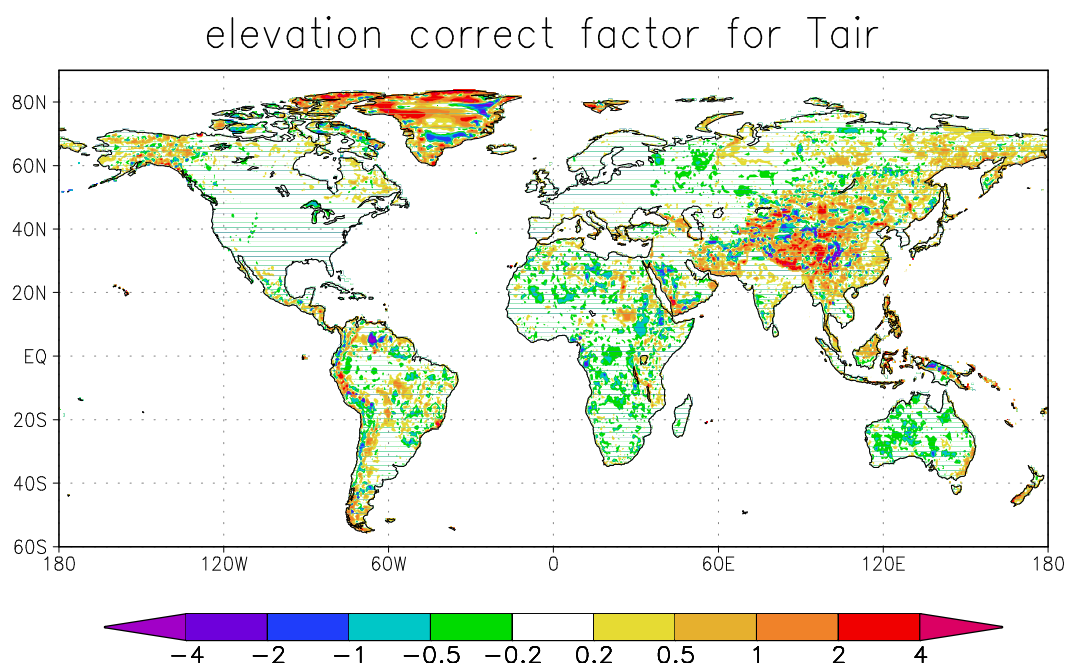 elevation correct factor for Tair
80N
60N
40N
20N
EQ
20S
40S
60S
180 120W 60W 0 60E 120E 180
−4 −2 −1 −0.5 −0.2 0.2 0.5 1 2 4